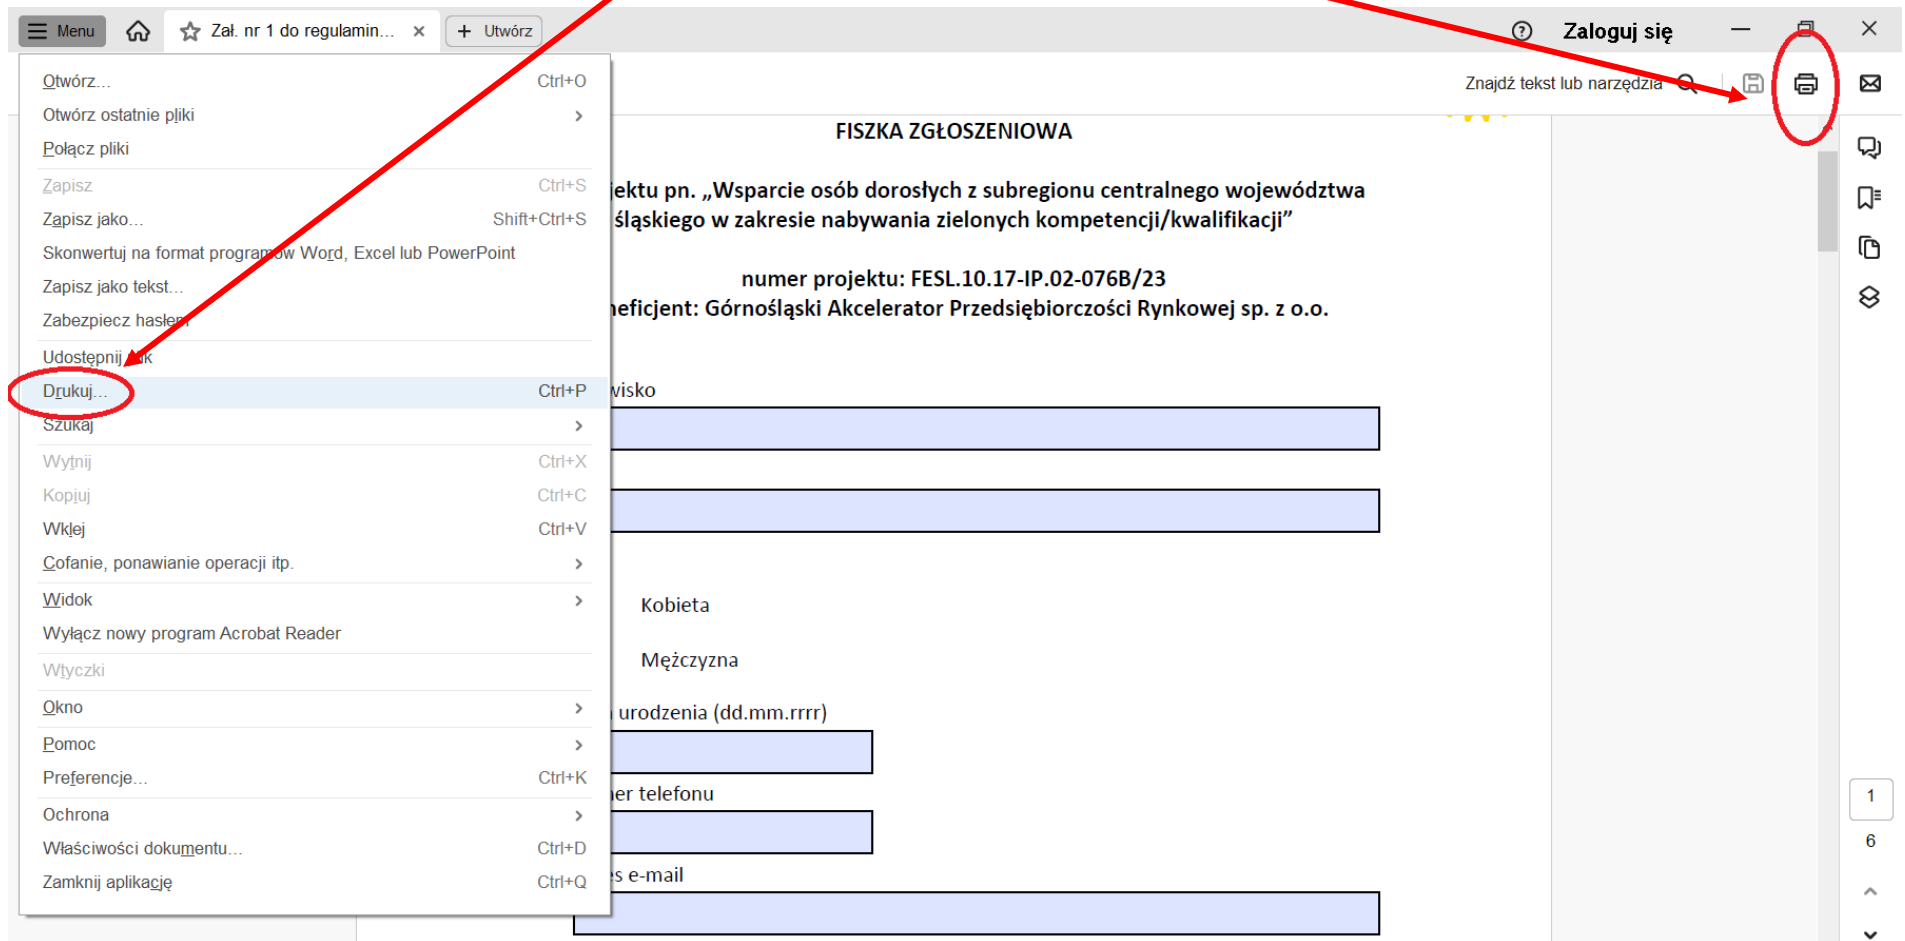 Menu
Zał. nr 1 do regulamin...
Utwórz
Zaloguj się
Znajdź tekst lub narzędzia
Otwórz... Ctrl+O
Otwórz ostatnie pliki
Połącz pliki
Zapisz Ctrl+S
Zapisz jako... Shift+Ctrl+S
Skonwertuj na format programów Word, Excel lub PowerPoint
Zapisz jako tekst...
Zabezpiecz hasłem
Udostępnij plik
Drukuj... Ctrl+P
Szukaj
Wytnij Ctrl+X
Kopiuj Ctrl+C
Wklej Ctrl+V
Cofanie, ponawianie operacji itp.
Widok
Wyłącz nowy program Acrobat Reader
Wtyczki
Okno
Pomoc
Preferencje... Ctrl+K
Ochrona
Właściwości dokumentu... Ctrl+D
Zamknij aplikację Ctrl+Q
FISZKA ZGŁOSZENIOWA
jektu pn. „Wsparcie osób dorosłych z subregionu centralnego województwa
śląskiego w zakresie nabywania zielonych kompetencji/kwalifikacji”
numer projektu: FESL.10.17-IP.02-076B/23
neficjent: Górnośląski Akcelerator Przedsiębiorczości Rynkowej sp. z o.o.
wisko
Kobieta
Mężczyzna
urodzenia (dd.mm.rrrr)
er telefonu
es e-mail
1
6